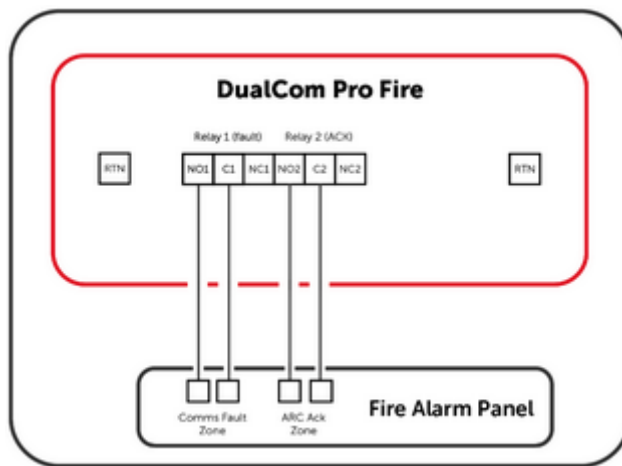 DualCom Pro Fire
Relay 1 (fault) Relay 2 (ACK)
RTN NO1 C1 NC1 NO2 C2 NC2 RTN
Fire Alarm Panel
Comms Fault Zone
ARC Ack Zone